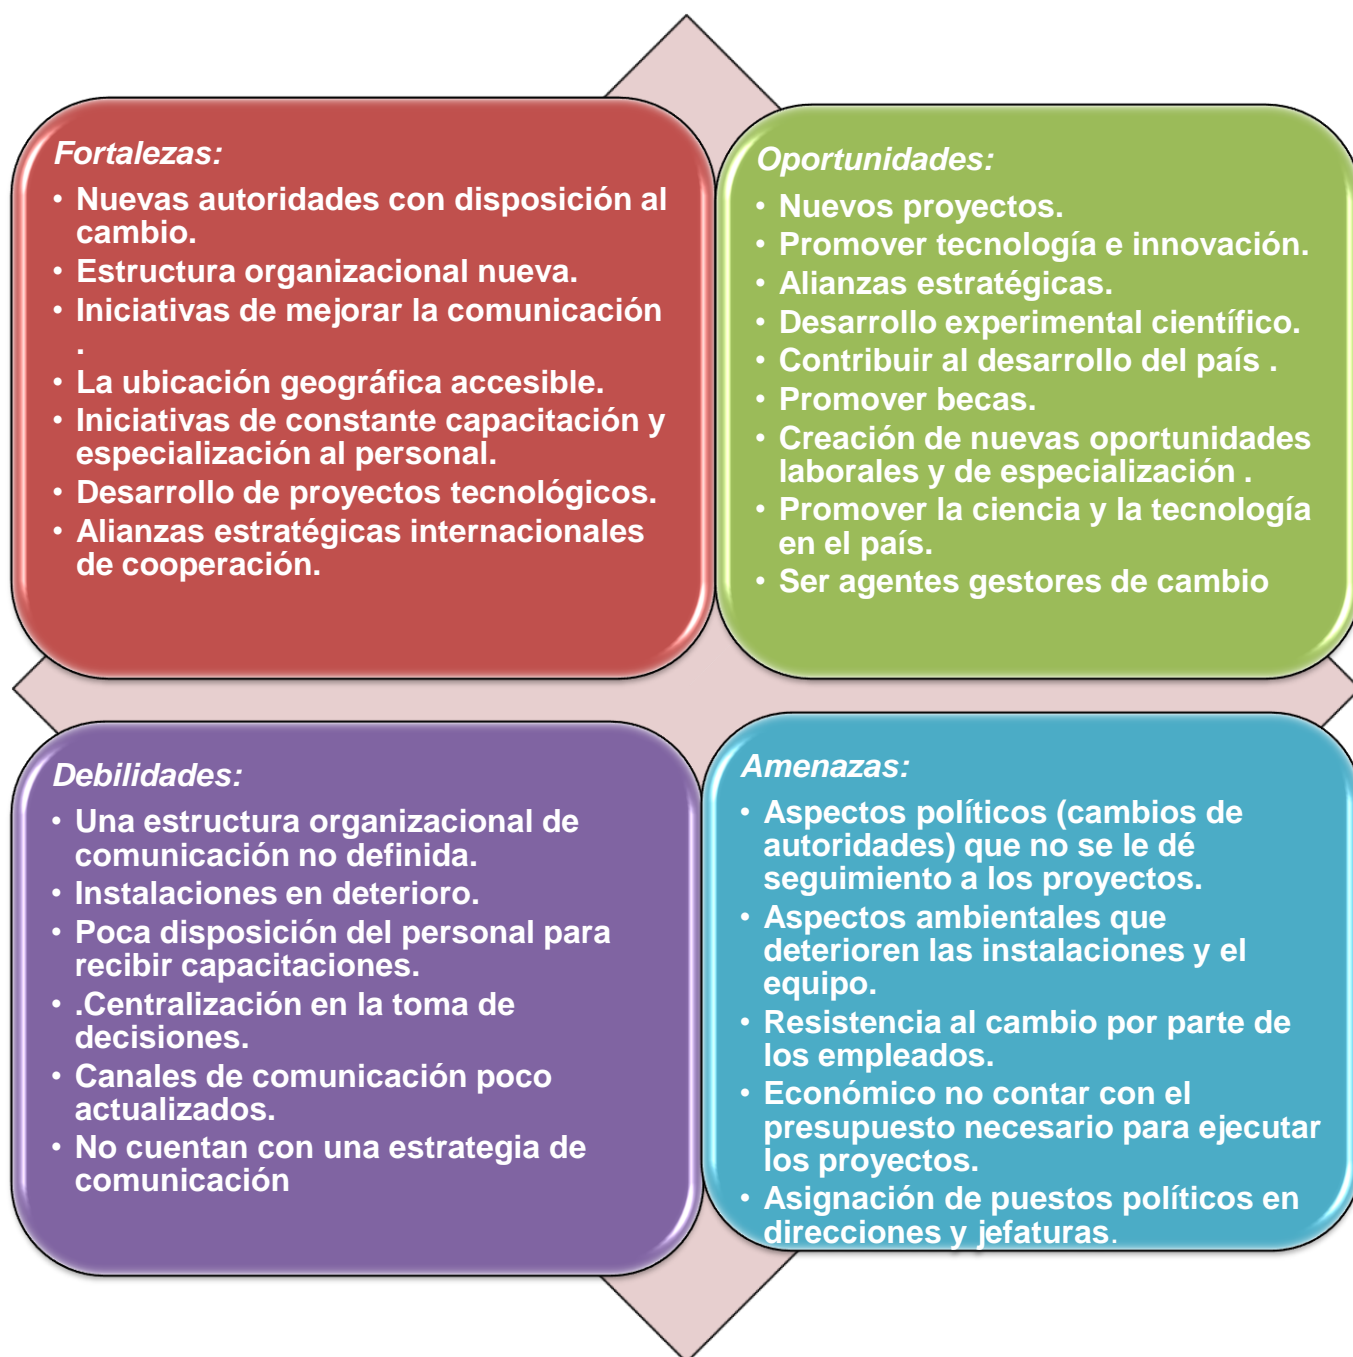 Fortalezas:
• Nuevas autoridades con disposición al
cambio.
• Estructura organizacional nueva.
• Iniciativas de mejorar la comunicación
.
• La ubicación geográfica accesible.
• Iniciativas de constante capacitación y
especialización al personal.
• Desarrollo de proyectos tecnológicos.
• Alianzas estratégicas internacionales
de cooperación.
Oportunidades:
• Nuevos proyectos.
• Promover tecnología e innovación.
• Alianzas estratégicas.
• Desarrollo experimental científico.
• Contribuir al desarrollo del país .
• Promover becas.
• Creación de nuevas oportunidades
laborales y de especialización .
• Promover la ciencia y la tecnología
en el país.
• Ser agentes gestores de cambio
Debilidades:
• Una estructura organizacional de
comunicación no definida.
• Instalaciones en deterioro.
• Poca disposición del personal para
recibir capacitaciones.
• .Centralización en la toma de
decisiones.
• Canales de comunicación poco
actualizados.
• No cuentan con una estrategia de
comunicación
Amenazas:
• Aspectos políticos (cambios de
autoridades) que no se le dé
seguimiento a los proyectos.
• Aspectos ambientales que
deterioren las instalaciones y el
equipo.
• Resistencia al cambio por parte de
los empleados.
• Económico no contar con el
presupuesto necesario para ejecutar
los proyectos.
• Asignación de puestos políticos en
direcciones y jefaturas.